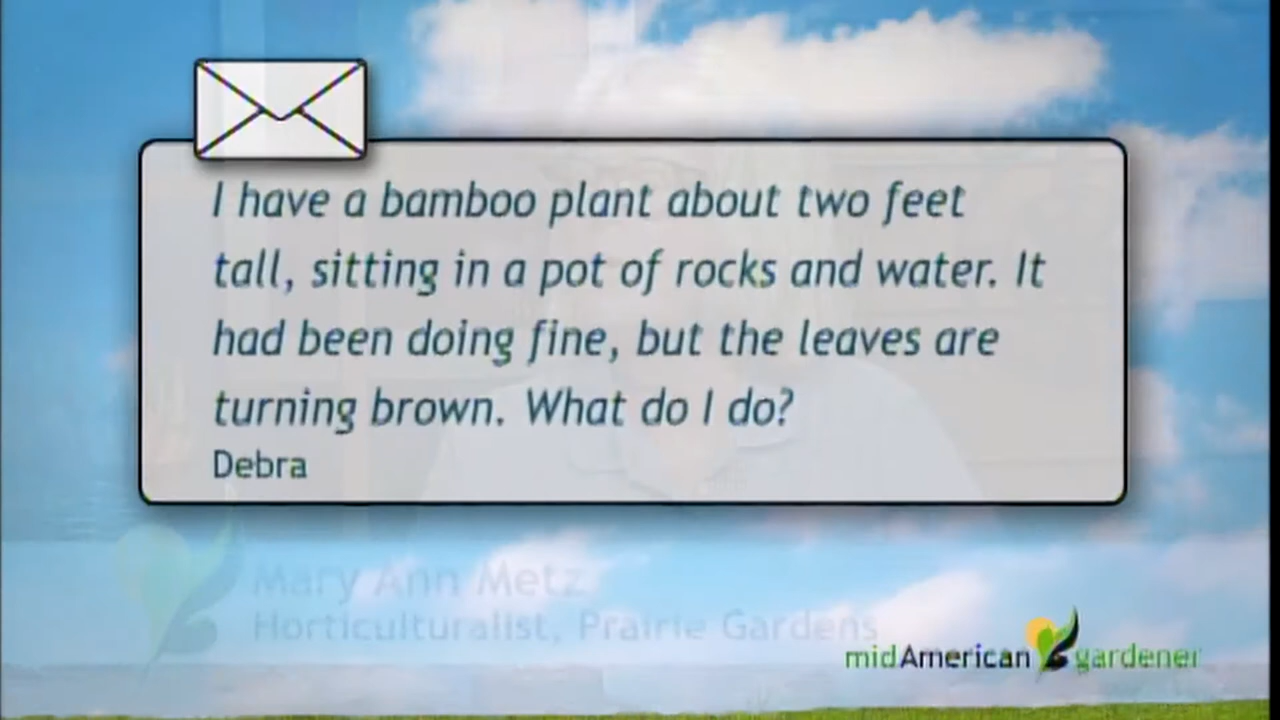 I have a bamboo plant about two feet
tall, sitting in a pot of rocks and water. It
had been doing fine, but the leaves are
turning brown. What do I do?
Debra
Mary Ann Metz
Horticulturalist, Prairie Gardens
midAmerican gardener